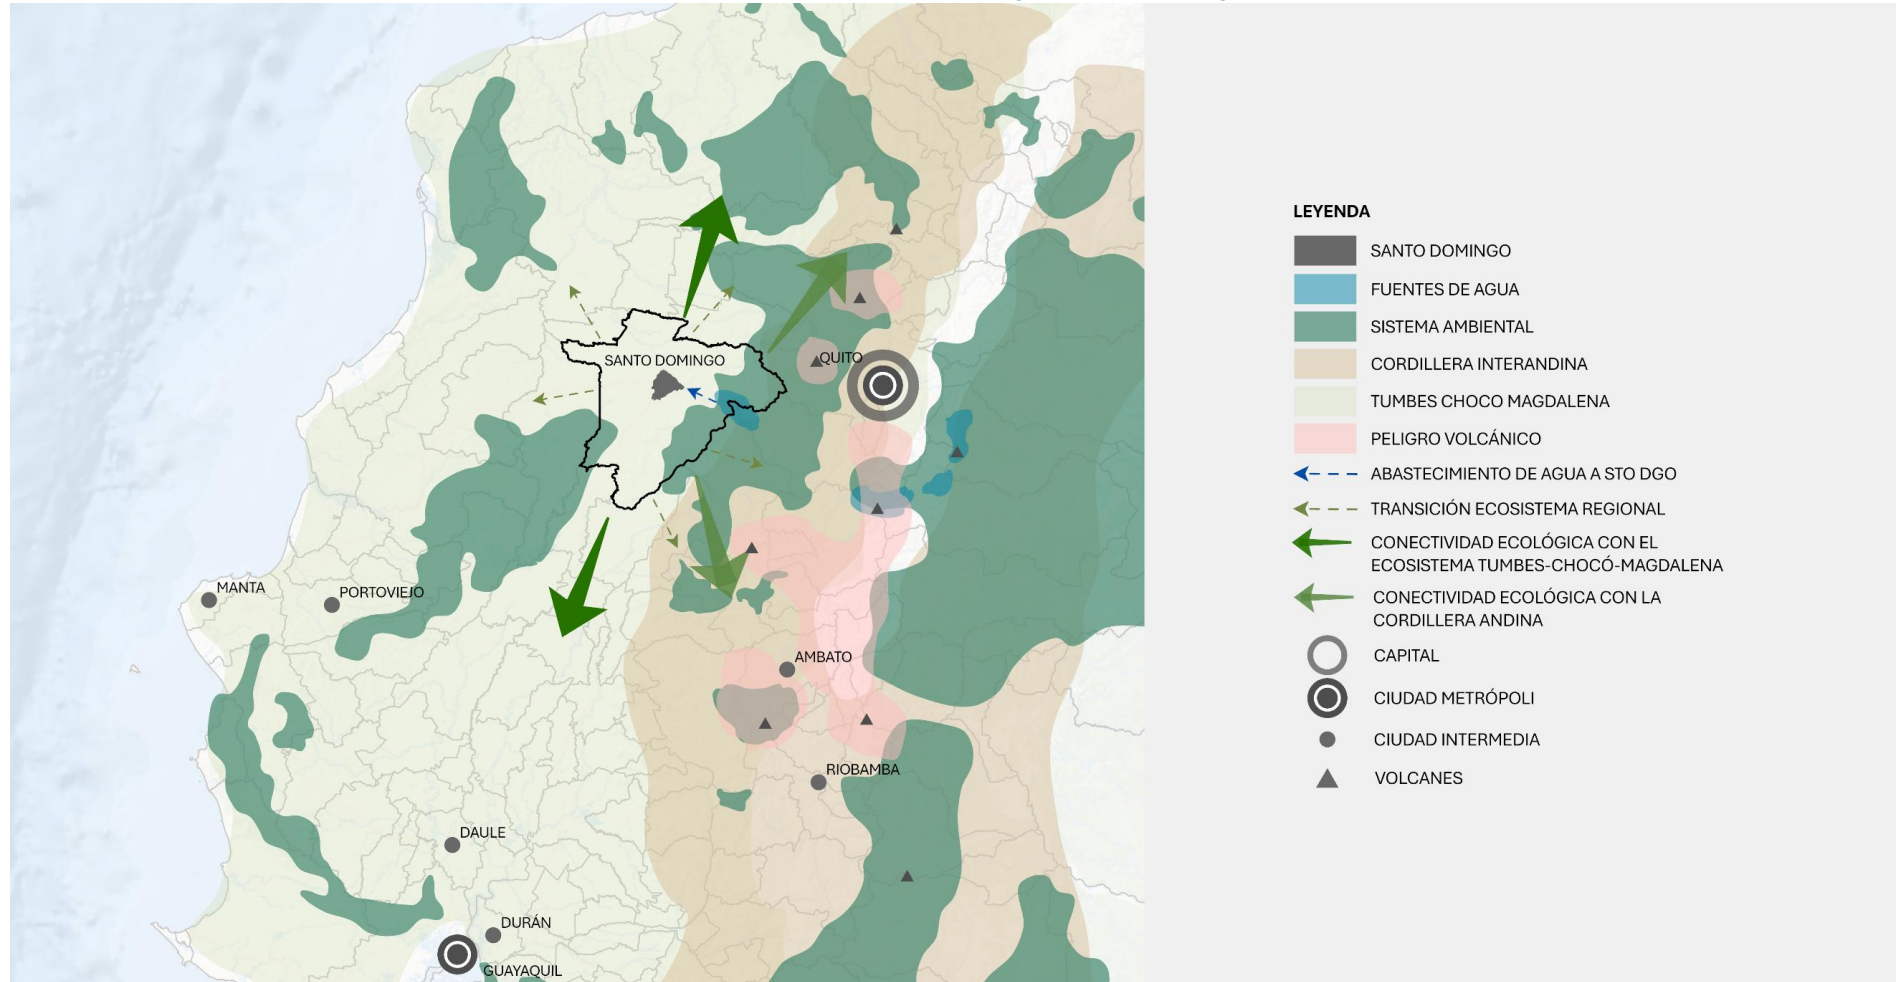 SANTO DOMINGO
QUITO
MANTA
PORTOVIEJO
AMBATO
RIOBAMBA
DAULE
DURÁN
GUAYAQUIL
LEYENDA
SANTO DOMINGO
FUENTES DE AGUA
SISTEMA AMBIENTAL
CORDILLERA INTERANDINA
TUMBES CHOCO MAGDALENA
PELIGRO VOLCÁNICO
ABASTECIMIENTO DE AGUA A STO DGO
TRANSICIÓN ECOSISTEMA REGIONAL
CONECTIVIDAD ECOLÓGICA CON EL
ECOSISTEMA TUMBES-CHOCÓ-MAGDALENA
CONECTIVIDAD ECOLÓGICA CON LA
CORDILLERA ANDINA
CAPITAL
CIUDAD METRÓPOLI
CIUDAD INTERMEDIA
VOLCANES